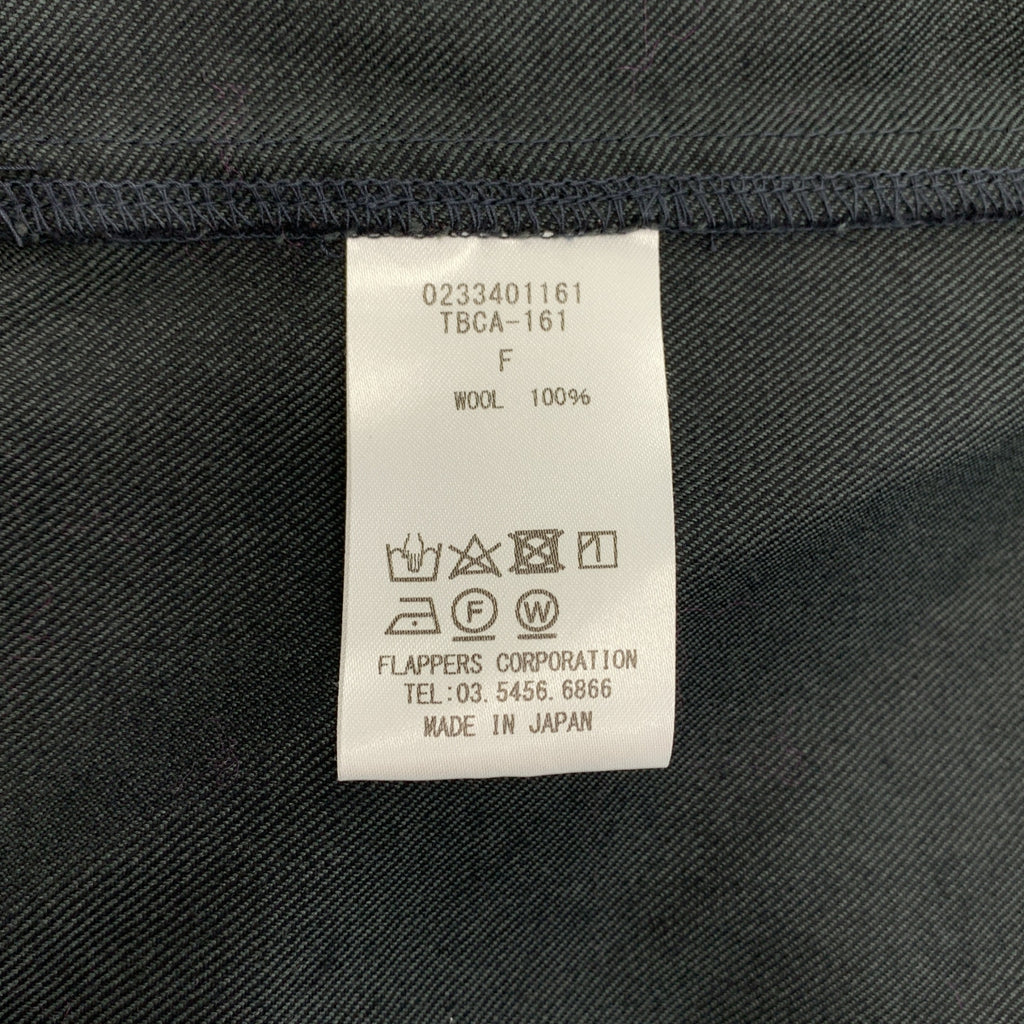 0233401161
TBCA-161
F
WOOL 100%
F W
FLAPPERS CORPORATION
TEL:03.5456.6866
MADE IN JAPAN